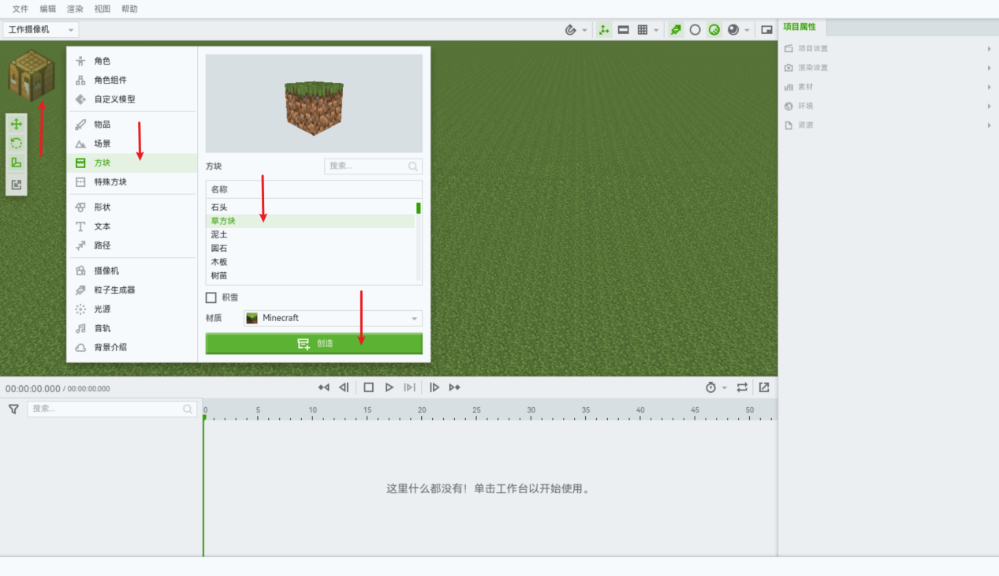 文件 编辑 渲染 视图 帮助
工作摄像机
项目属性
项目设置
渲染设置
素材
环境
资源
角色
角色组件
自定义模型
物品
场景
方块
特殊方块
形状
文本
路径
摄像机
粒子生成器
光源
音轨
背景介绍
方块
搜索...
名称
石头
草方块
泥土
圆石
木板
树苗
积雪
材质 Minecraft
创造
00:00:00.000 / 00:00:00.000
搜索...
0 5 10 15 20 25 30 35 40 45 50
这里什么都没有！单击工作台以开始使用。